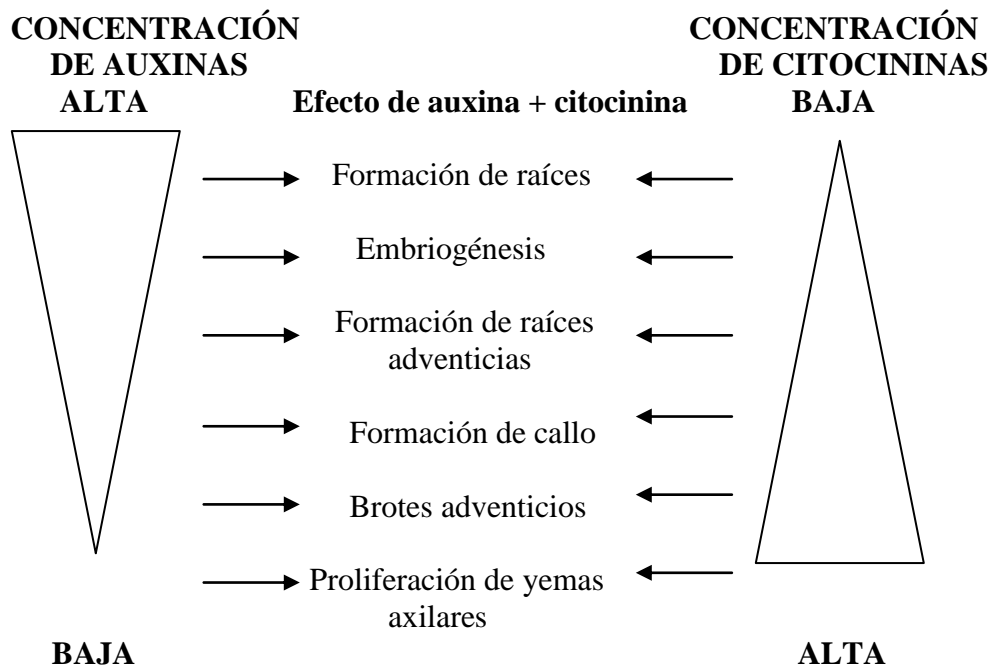 CONCENTRACIÓN
DE AUXINAS
ALTA
Efecto de auxina + citocinina
CONCENTRACIÓN
DE CITOCININAS
BAJA
Formación de raíces
Embriogénesis
Formación de raíces
adventicias
Formación de callo
Brotes adventicios
Proliferación de yemas
axilares
BAJA
ALTA